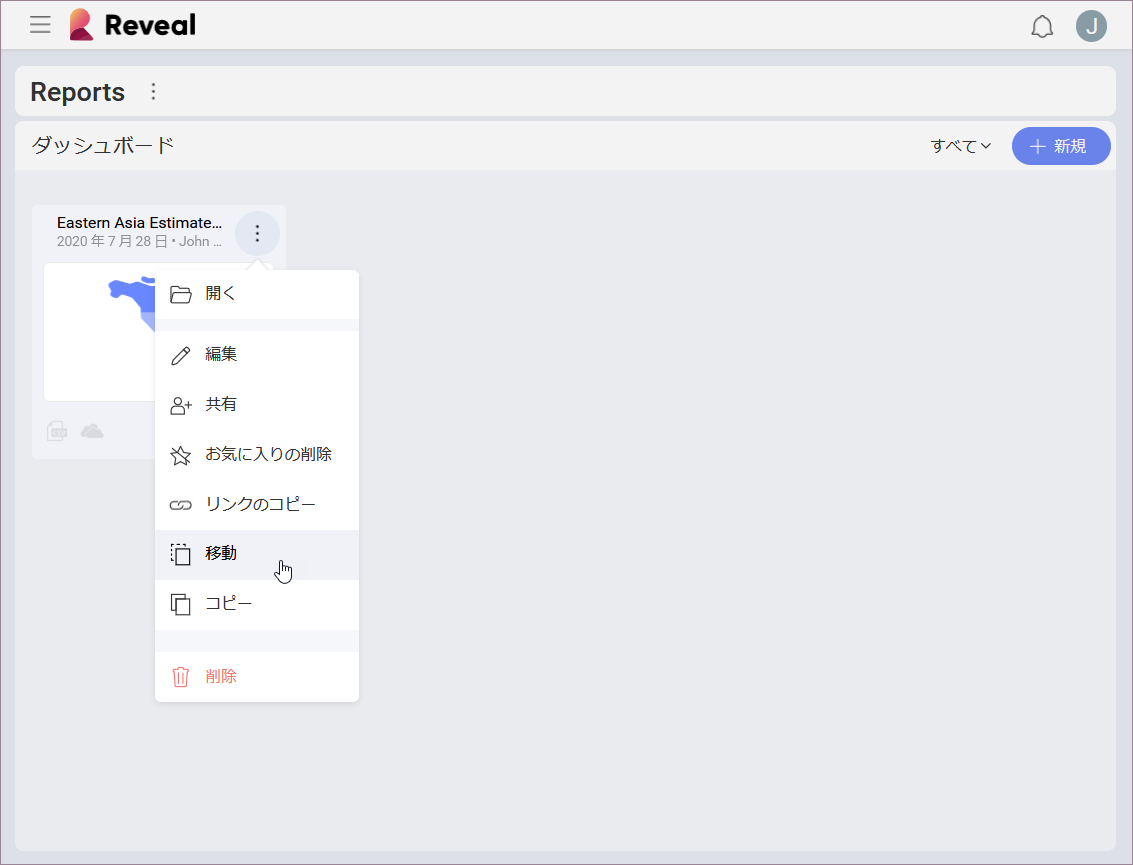 Reveal
J
Reports
ダッシュボード
すべて
新規
Eastern Asia Estimate...
2020 年 7 月 28 日 • John ...
開く
編集
共有
お気に入りの削除
リンクのコピー
移動
コピー
削除
CSV